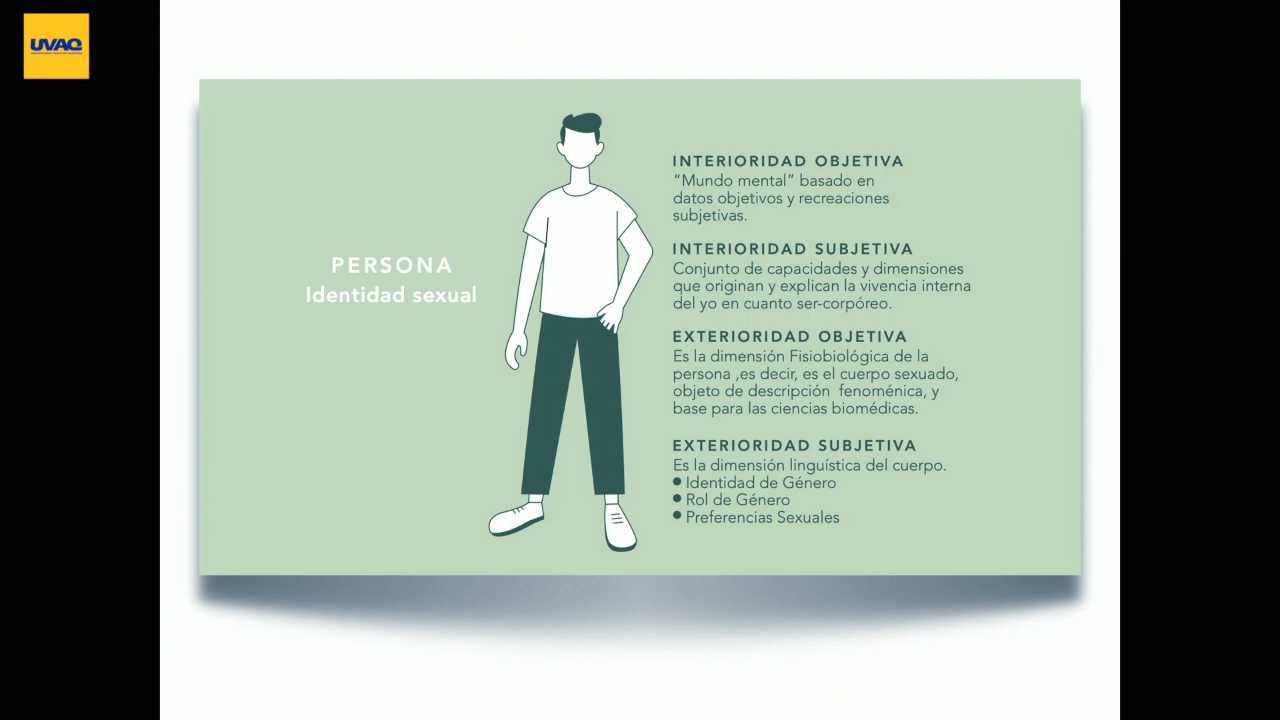 UVAQ
PERSONA
Identidad sexual
INTERIORIDAD OBJETIVA
“Mundo mental” basado en
datos objetivos y recreaciones
subjetivas.
INTERIORIDAD SUBJETIVA
Conjunto de capacidades y dimensiones
que originan y explican la vivencia interna
del yo en cuanto ser-corpóreo.
EXTERIORIDAD OBJETIVA
Es la dimensión Fisiobiológica de la
persona ,es decir, es el cuerpo sexuado,
objeto de descripción fenoménica, y
base para las ciencias biomédicas.
EXTERIORIDAD SUBJETIVA
Es la dimensión linguística del cuerpo.
• Identidad de Género
• Rol de Género
• Preferencias Sexuales